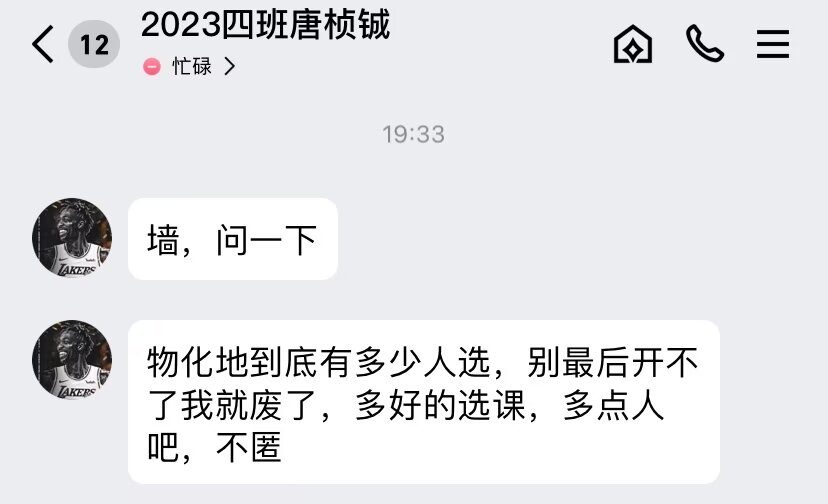 12
2023四班唐桢铖
忙碌
19:33
墙，问一下
LAKERS
物化地到底有多少人选，别最后开不
了我就废了，多好的选课，多点人
吧，不匿
LAKERS